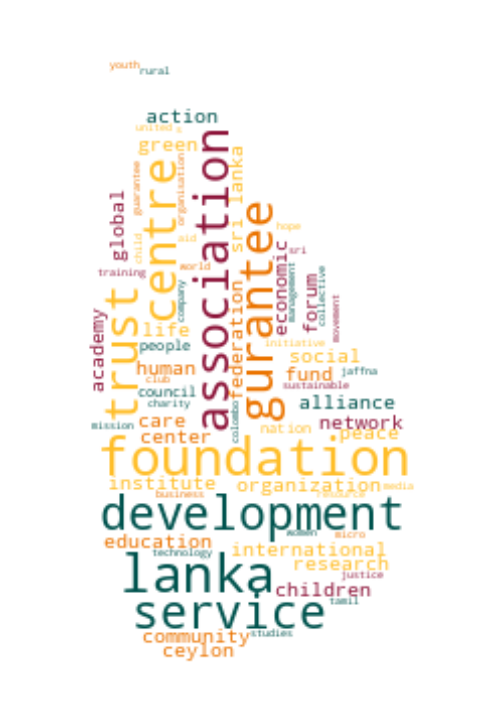 youth
rural
action
united
s
green
association
centre
guarantee
organisation
sri lanka
global
child
aid
gurantee
hope
economic
sri
world
training
management
forum
collective
company
trust
federation
movement
academy
life
initiative
people
social
human
fund
jaffna
club
sustainable
council
charity
alliance
colombo
mission
care
network
nation
center
peace
foundation
institute
organization
media
business
resource
development
women
micro
education
technology
international
research
lanka
justice
children
service
tamil
community
studies
ceylon